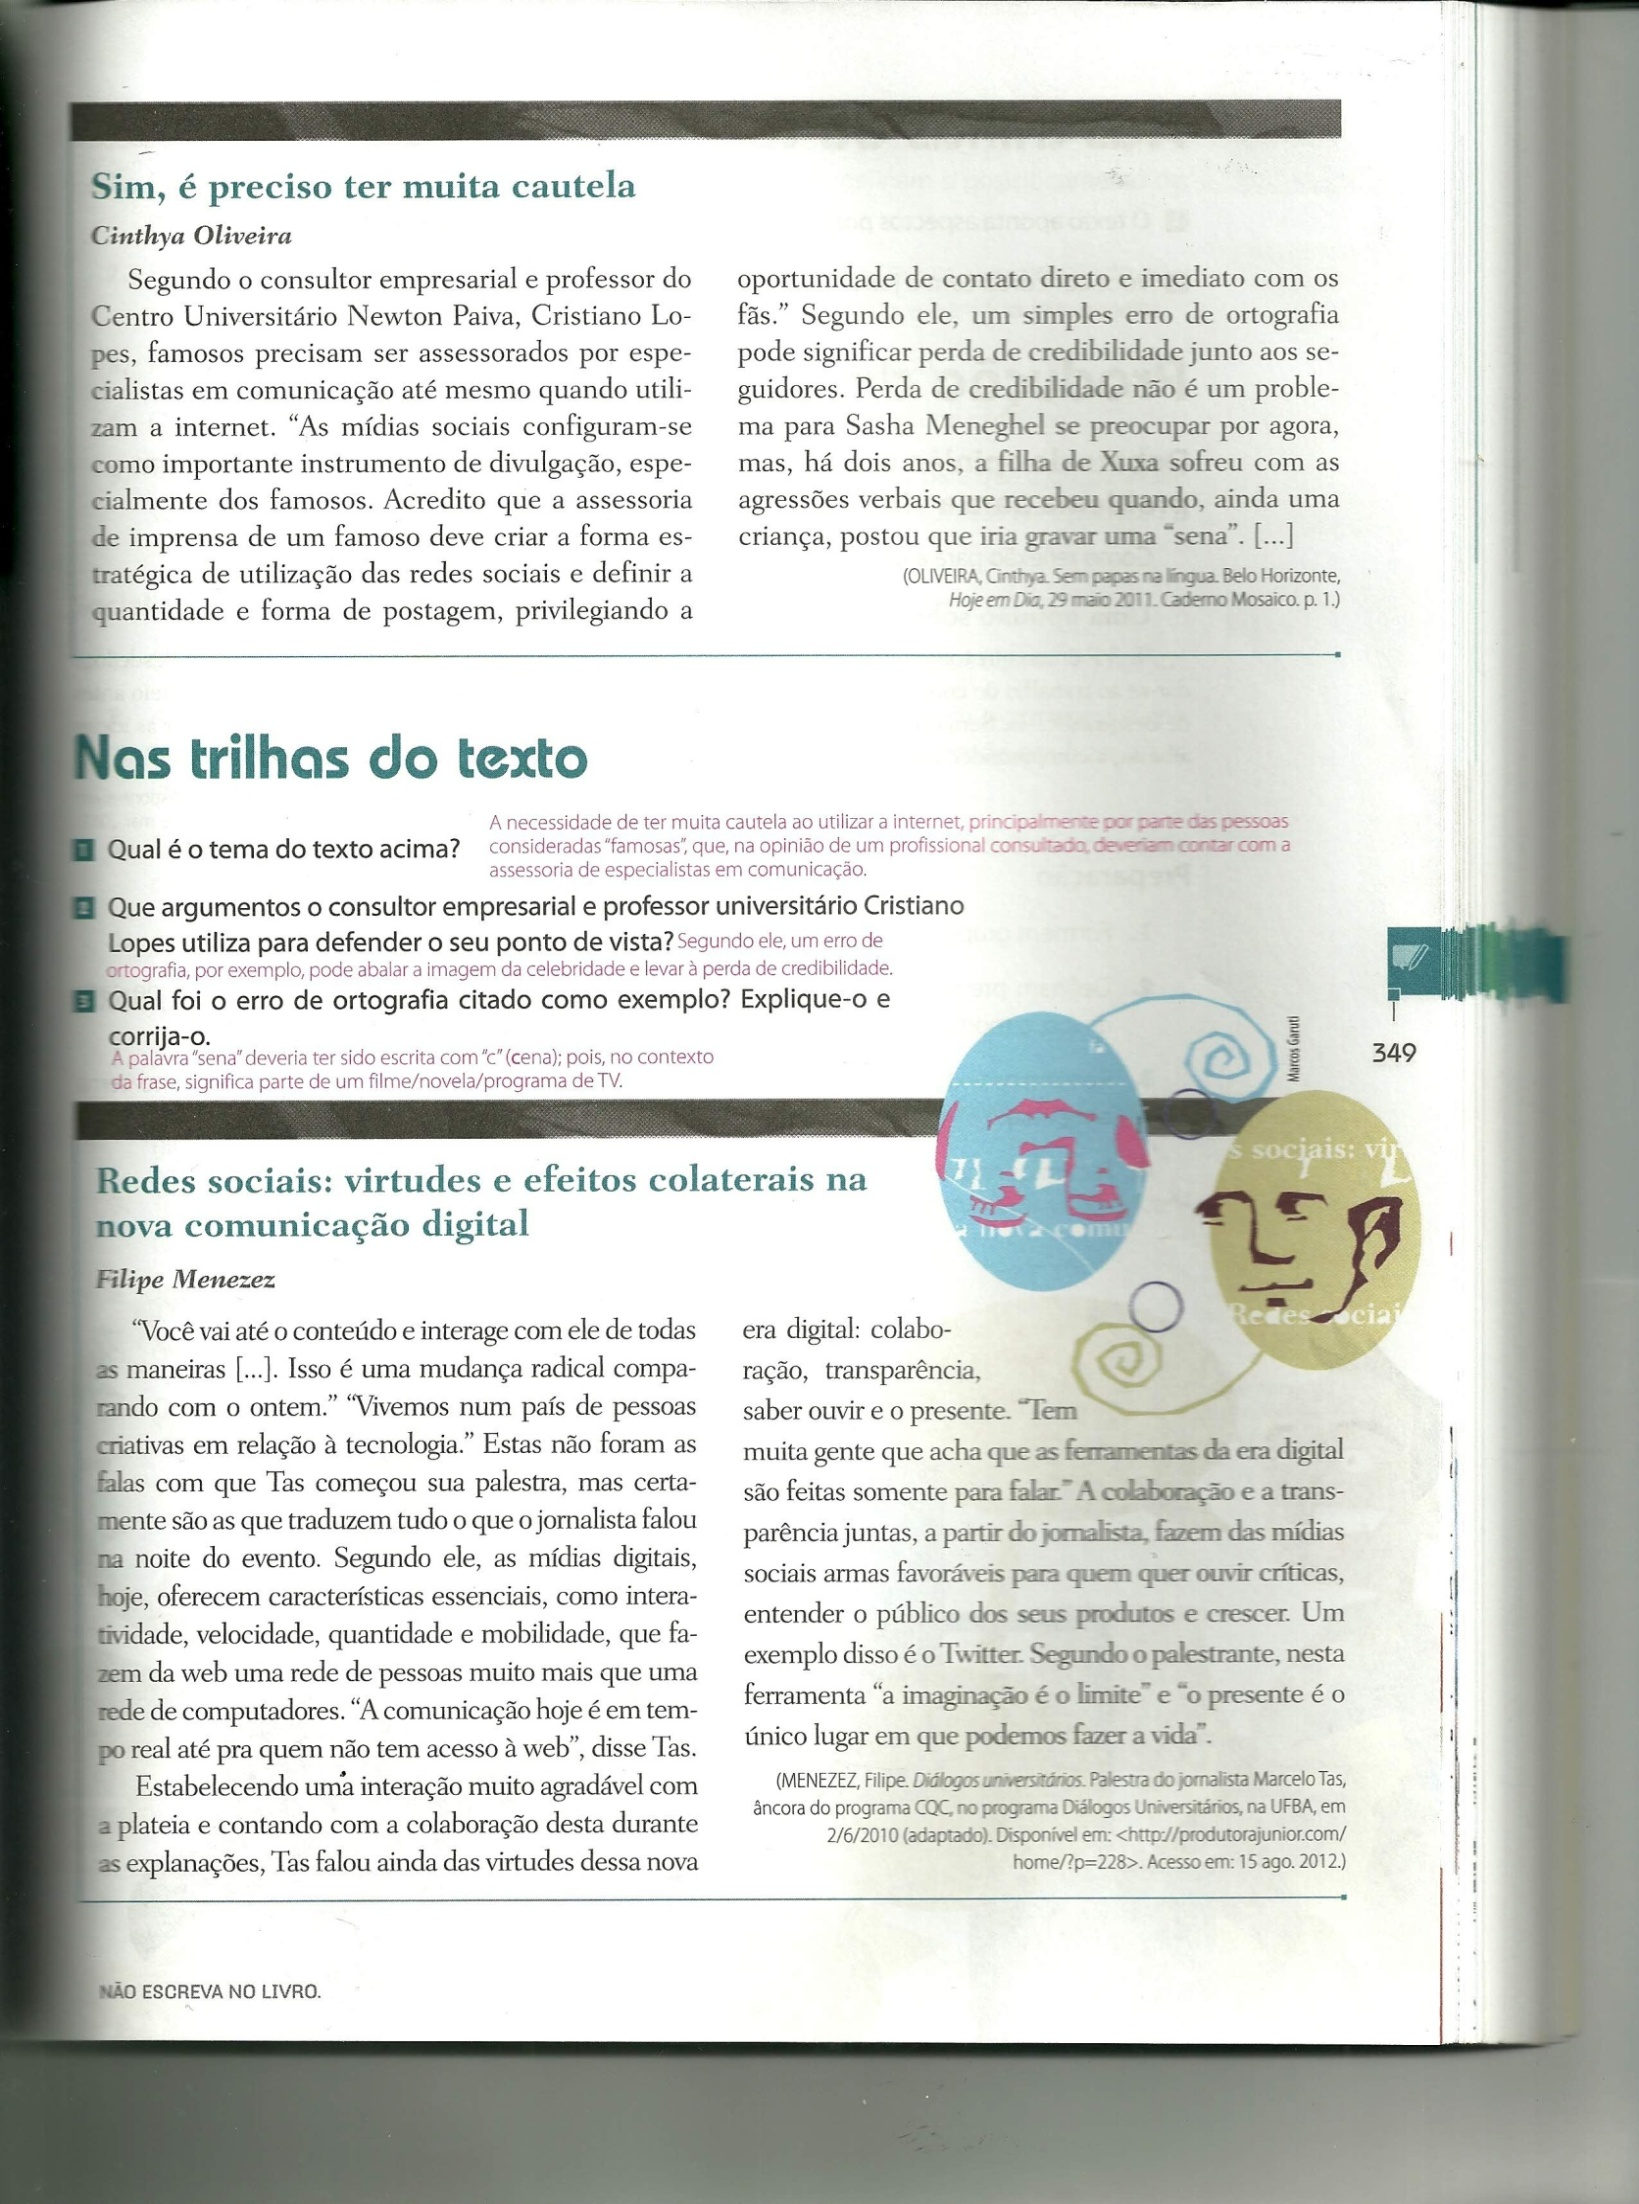 Sim, é preciso ter muita cautela
Cinthya Oliveira
Segundo o consultor empresarial e professor do
Centro Universitário Newton Paiva, Cristiano Lo-
pes, famosos precisam ser assessorados por espe-
cialistas em comunicação até mesmo quando utili-
zam a internet. “As mídias sociais configuram-se
como importante instrumento de divulgação, espe-
cialmente dos famosos. Acredito que a assessoria
de imprensa de um famoso deve criar a forma es-
tratégica de utilização das redes sociais e definir a
quantidade e forma de postagem, privilegiando a
oportunidade de contato direto e imediato com os
fãs.” Segundo ele, um simples erro de ortografia
pode significar perda de credibilidade junto aos se-
guidores. Perda de credibilidade não é um proble-
ma para Sasha Meneghel se preocupar por agora,
mas, há dois anos, a filha de Xuxa sofreu com as
agressões verbais que recebeu quando, ainda uma
criança, postou que iria gravar uma “sena”. [...]
(OLIVEIRA, Cinthya. Sem papas na língua. Belo Horizonte,
Hoje em Dia, 29 maio 2011. Caderno Mosaico. p. 1.)
Nas trilhas do texto
1 Qual é o tema do texto acima?
A necessidade de ter muita cautela ao utilizar a internet, principalmente por parte das pessoas
consideradas “famosas”, que, na opinião de um profissional consultado, deveriam contar com a
assessoria de especialistas em comunicação.
2 Que argumentos o consultor empresarial e professor universitário Cristiano
Lopes utiliza para defender o seu ponto de vista? Segundo ele, um erro de
ortografia, por exemplo, pode abalar a imagem da celebridade e levar à perda de credibilidade.
3 Qual foi o erro de ortografia citado como exemplo? Explique-o e
corrija-o.
A palavra “sena” deveria ter sido escrita com “c” (cena); pois, no contexto
da frase, significa parte de um filme/novela/programa de TV.
Marcos Garuti
349
s sociais: vir
a nova comu
Redes sociai
Redes sociais: virtudes e efeitos colaterais na
nova comunicação digital
Filipe Menezez
“Você vai até o conteúdo e interage com ele de todas
as maneiras [...]. Isso é uma mudança radical compa-
rando com o ontem.” “Vivemos num país de pessoas
criativas em relação à tecnologia.” Estas não foram as
falas com que Tas começou sua palestra, mas certa-
mente são as que traduzem tudo o que o jornalista falou
na noite do evento. Segundo ele, as mídias digitais,
hoje, oferecem características essenciais, como intera-
tividade, velocidade, quantidade e mobilidade, que fa-
zem da web uma rede de pessoas muito mais que uma
rede de computadores. “A comunicação hoje é em tem-
po real até pra quem não tem acesso à web”, disse Tas.
Estabelecendo uma interação muito agradável com
a plateia e contando com a colaboração desta durante
as explanações, Tas falou ainda das virtudes dessa nova
era digital: colabo-
ração, transparência,
saber ouvir e o presente. “Tem
muita gente que acha que as ferramentas da era digital
são feitas somente para falar.” A colaboração e a trans-
parência juntas, a partir do jornalista, fazem das mídias
sociais armas favoráveis para quem quer ouvir críticas,
entender o público dos seus produtos e crescer. Um
exemplo disso é o Twitter. Segundo o palestrante, nesta
ferramenta “a imaginação é o limite” e “o presente é o
único lugar em que podemos fazer a vida”.
(MENEZEZ, Filipe. Diálogos universitários. Palestra do jornalista Marcelo Tas,
âncora do programa CQC, no programa Diálogos Universitários, na UFBA, em
2/6/2010 (adaptado). Disponível em: <http://produtorajunior.com/
home/?p=228>. Acesso em: 15 ago. 2012.)
NÃO ESCREVA NO LIVRO.